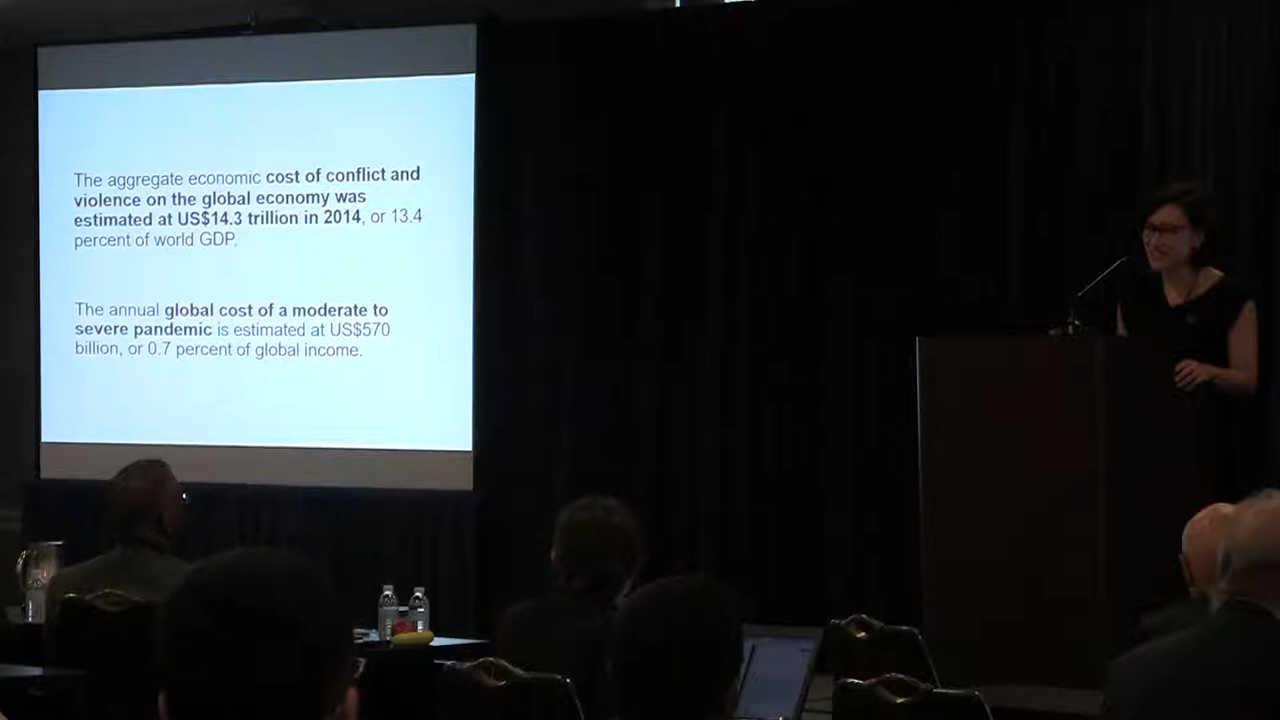 The aggregate economic cost of conflict and
violence on the global economy was
estimated at US$14.3 trillion in 2014, or 13.4
percent of world GDP.
The annual global cost of a moderate to
severe pandemic is estimated at US$570
billion, or 0.7 percent of global income.